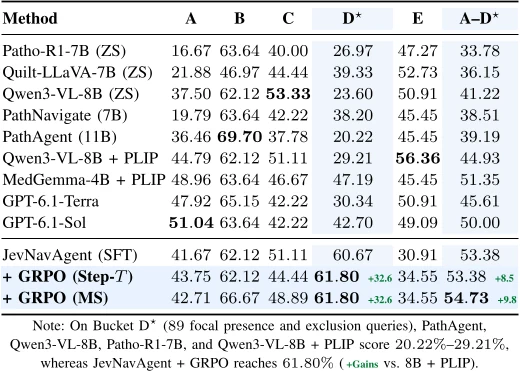 Method A B C D* E A–D*
Patho-R1-7B (ZS) 16.67 63.64 40.00 26.97 47.27 33.78
Quilt-LLaVA-7B (ZS) 21.88 46.97 44.44 39.33 52.73 36.15
Qwen3-VL-8B (ZS) 37.50 62.12 53.33 23.60 50.91 41.22
PathNavigate (7B) 19.79 63.64 42.22 38.20 45.45 38.51
PathAgent (11B) 36.46 69.70 37.78 20.22 45.45 39.19
Qwen3-VL-8B + PLIP 44.79 62.12 51.11 29.21 56.36 44.93
MedGemma-4B + PLIP 48.96 63.64 46.67 47.19 45.45 51.35
GPT-6.1-Terra 47.92 65.15 42.22 30.34 50.91 45.61
GPT-6.1-Sol 51.04 63.64 42.22 42.70 49.09 50.00
JevNavAgent (SFT) 41.67 62.12 51.11 60.67 30.91 53.38
+ GRPO (Step-T) 43.75 62.12 44.44 61.80 +32.6 34.55 53.38 +8.5
+ GRPO (MS) 42.71 66.67 48.89 61.80 +32.6 34.55 54.73 +9.8
Note: On Bucket D* (89 focal presence and exclusion queries), PathAgent,
Qwen3-VL-8B, Patho-R1-7B, and Qwen3-VL-8B + PLIP score 20.22%–29.21%,
whereas JevNavAgent + GRPO reaches 61.80% (+Gains vs. 8B + PLIP).